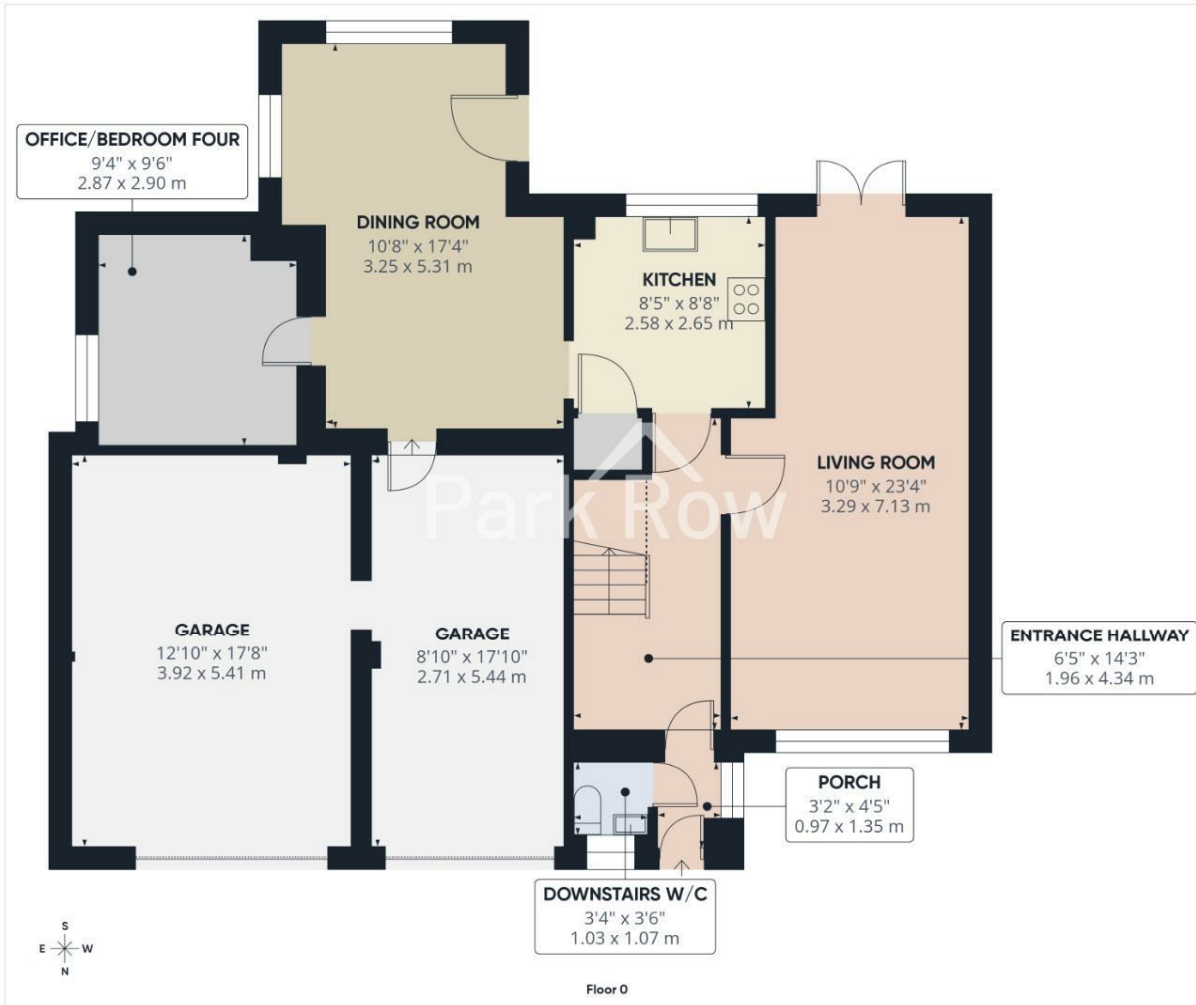 OFFICE/BEDROOM FOUR
9'4" x 9'6"
2.87 x 2.90 m
DINING ROOM
10'8" x 17'4"
3.25 x 5.31 m
KITCHEN
8'5" x 8'8"
2.58 x 2.65 m
LIVING ROOM
10'9" x 23'4"
3.29 x 7.13 m
Park Row
GARAGE
12'10" x 17'8"
3.92 x 5.41 m
GARAGE
8'10" x 17'10"
2.71 x 5.44 m
ENTRANCE HALLWAY
6'5" x 14'3"
1.96 x 4.34 m
PORCH
3'2" x 4'5"
0.97 x 1.35 m
DOWNSTAIRS W/C
3'4" x 3'6"
1.03 x 1.07 m
S
E W
N
Floor 0